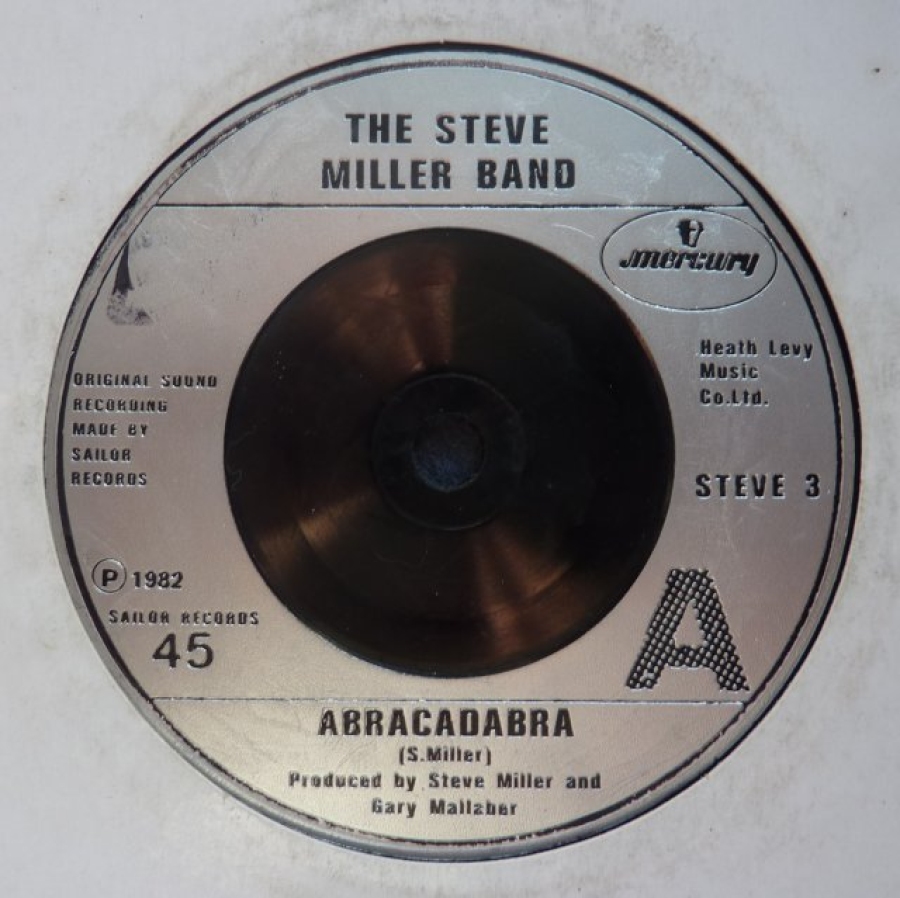 THE STEVE
MILLER BAND
mercury
Heath Levy
Music
Co.Ltd.
ORIGINAL SOUND
RECORDING
MADE BY
SAILOR
RECORDS
STEVE 3
P 1982
SAILOR RECORDS
45
A
ABRACADABRA
(S.Miller)
Produced by Steve Miller and
Gary Mallaber